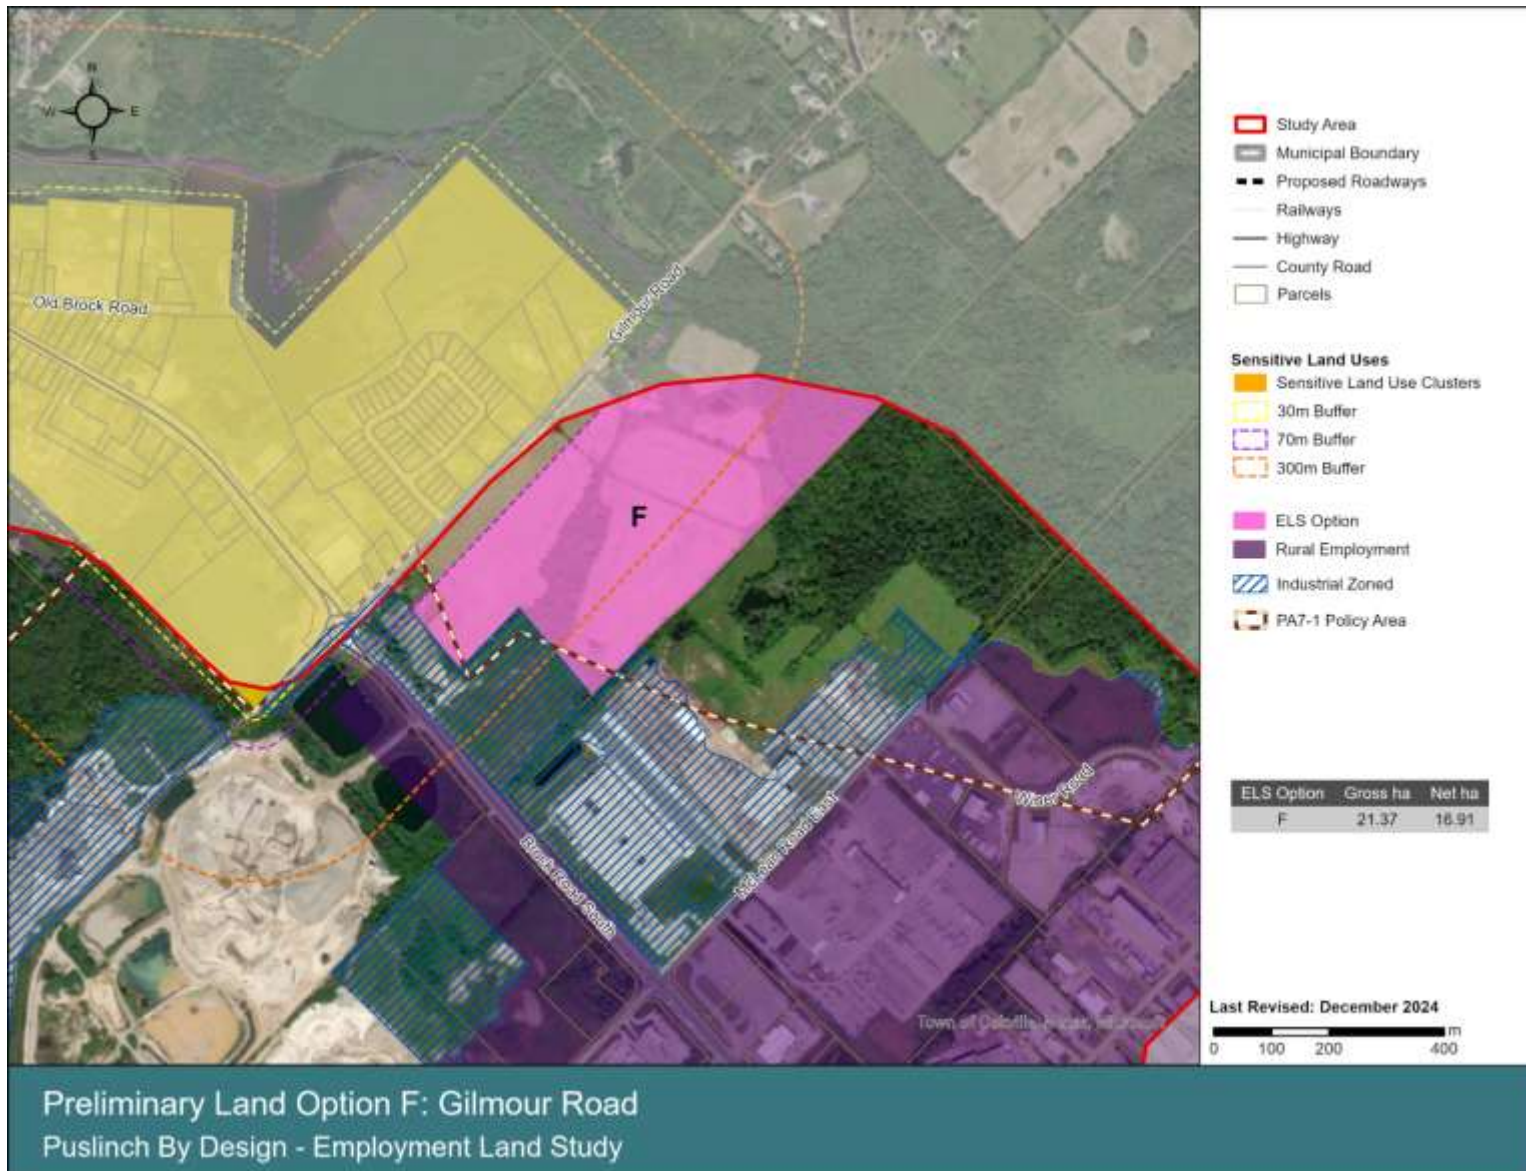 N
W
E
S
Old Brock Road
Gilmour Road
F
Brock Road South
McLean Road East
Winer Road
Study Area
Municipal Boundary
Proposed Roadways
Railways
Highway
County Road
Parcels
Sensitive Land Uses
Sensitive Land Use Clusters
30m Buffer
70m Buffer
300m Buffer
ELS Option
Rural Employment
Industrial Zoned
PA7-1 Policy Area
ELS Option Gross ha Net ha
F 21.37 16.91
Last Revised: December 2024
m
0 100 200 400
Town of
Preliminary Land Option F: Gilmour Road
Puslinch By Design - Employment Land Study